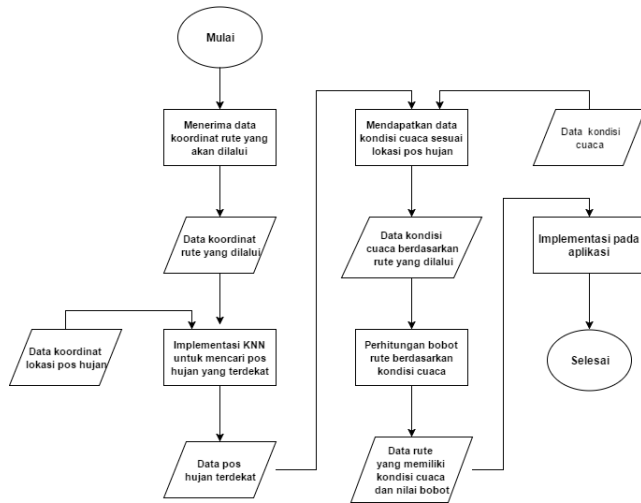 Mulai
Menerima data
koordinat rute yang
akan dilalui
Data koordinat
rute yang dilalui
Data koordinat
lokasi pos hujan
Implementasi KNN
untuk mencari pos
hujan yang terdekat
Data pos
hujan terdekat
Mendapatkan data
kondisi cuaca sesuai
lokasi pos hujan
Data kondisi
cuaca
Data kondisi
cuaca berdasarkan
rute yang dilalui
Perhitungan bobot
rute berdasarkan
kondisi cuaca
Data rute
yang memiliki
kondisi cuaca
dan nilai bobot
Implementasi pada
aplikasi
Selesai